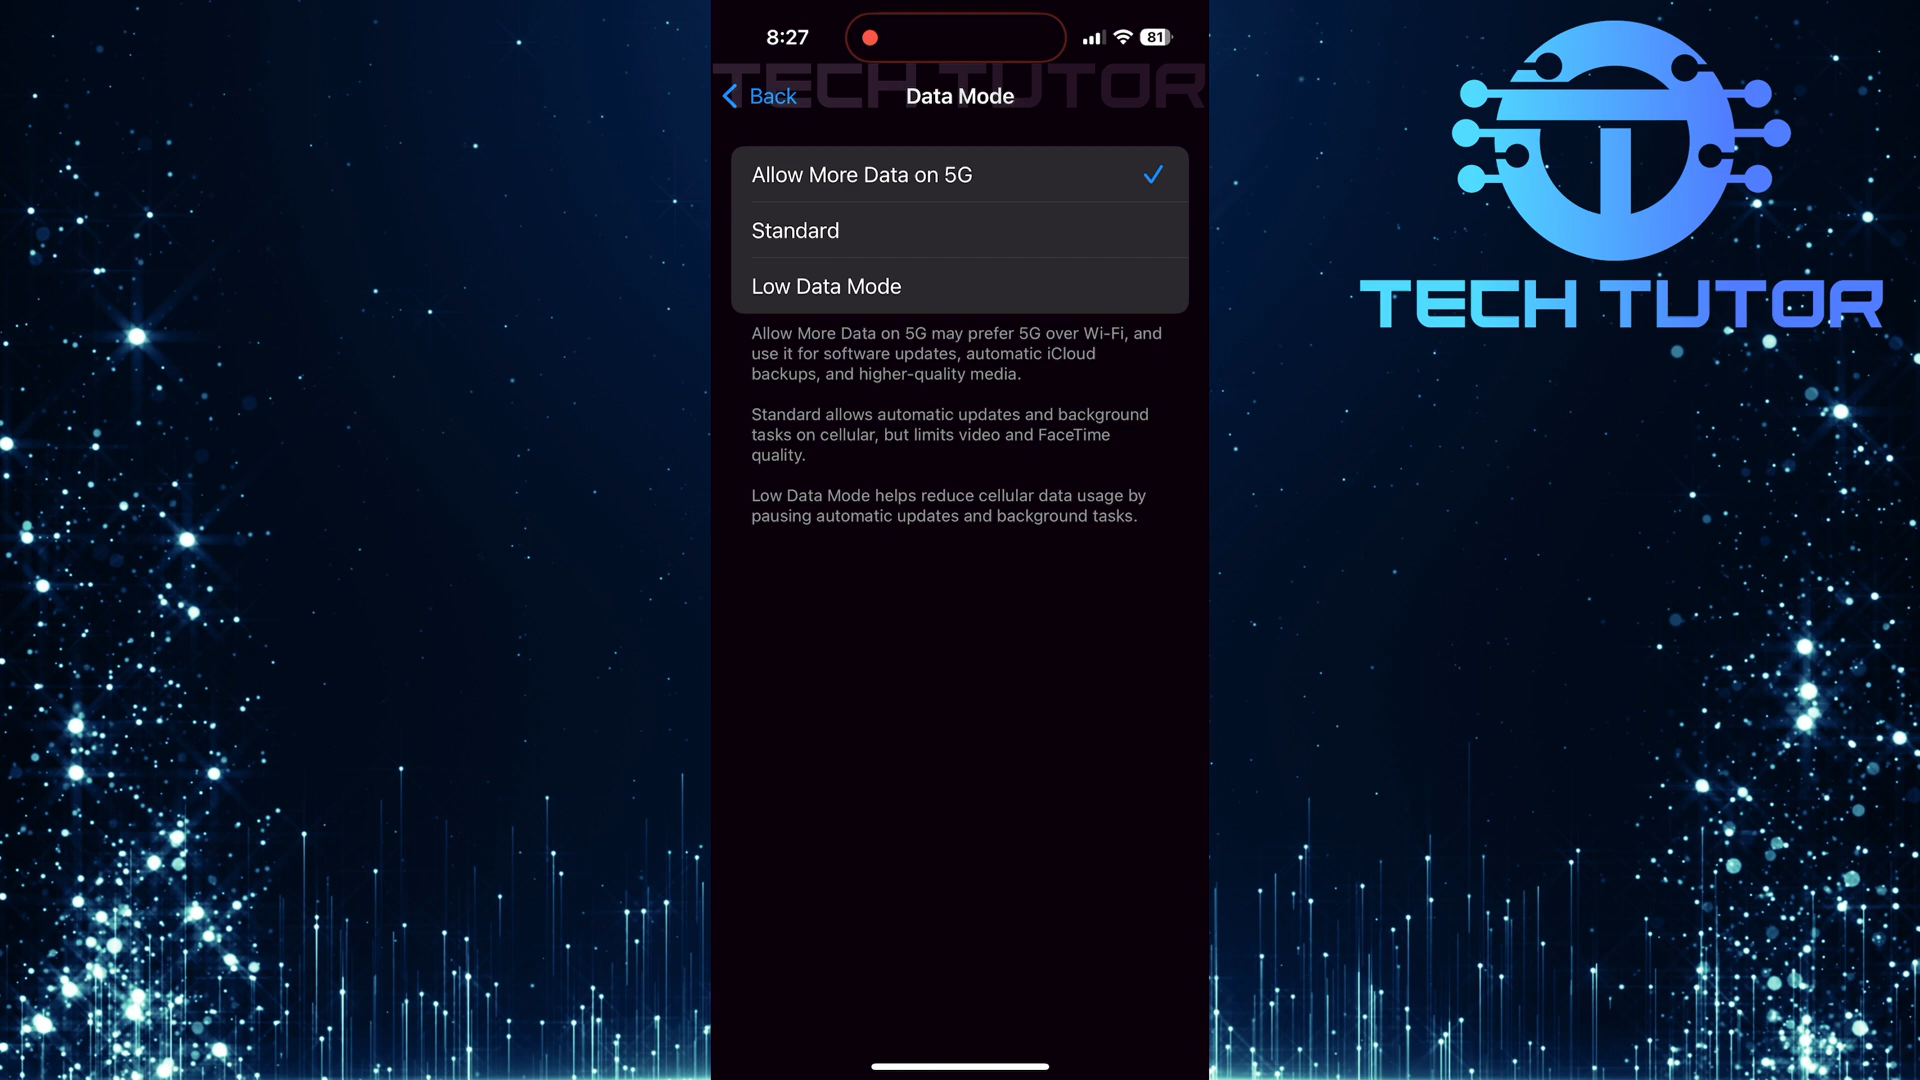 8:27
81
TECH TUTOR
Back
Data Mode
Allow More Data on 5G
Standard
Low Data Mode
Allow More Data on 5G may prefer 5G over Wi-Fi, and
use it for software updates, automatic iCloud
backups, and higher-quality media.
Standard allows automatic updates and background
tasks on cellular, but limits video and FaceTime
quality.
Low Data Mode helps reduce cellular data usage by
pausing automatic updates and background tasks.
TECH TUTOR